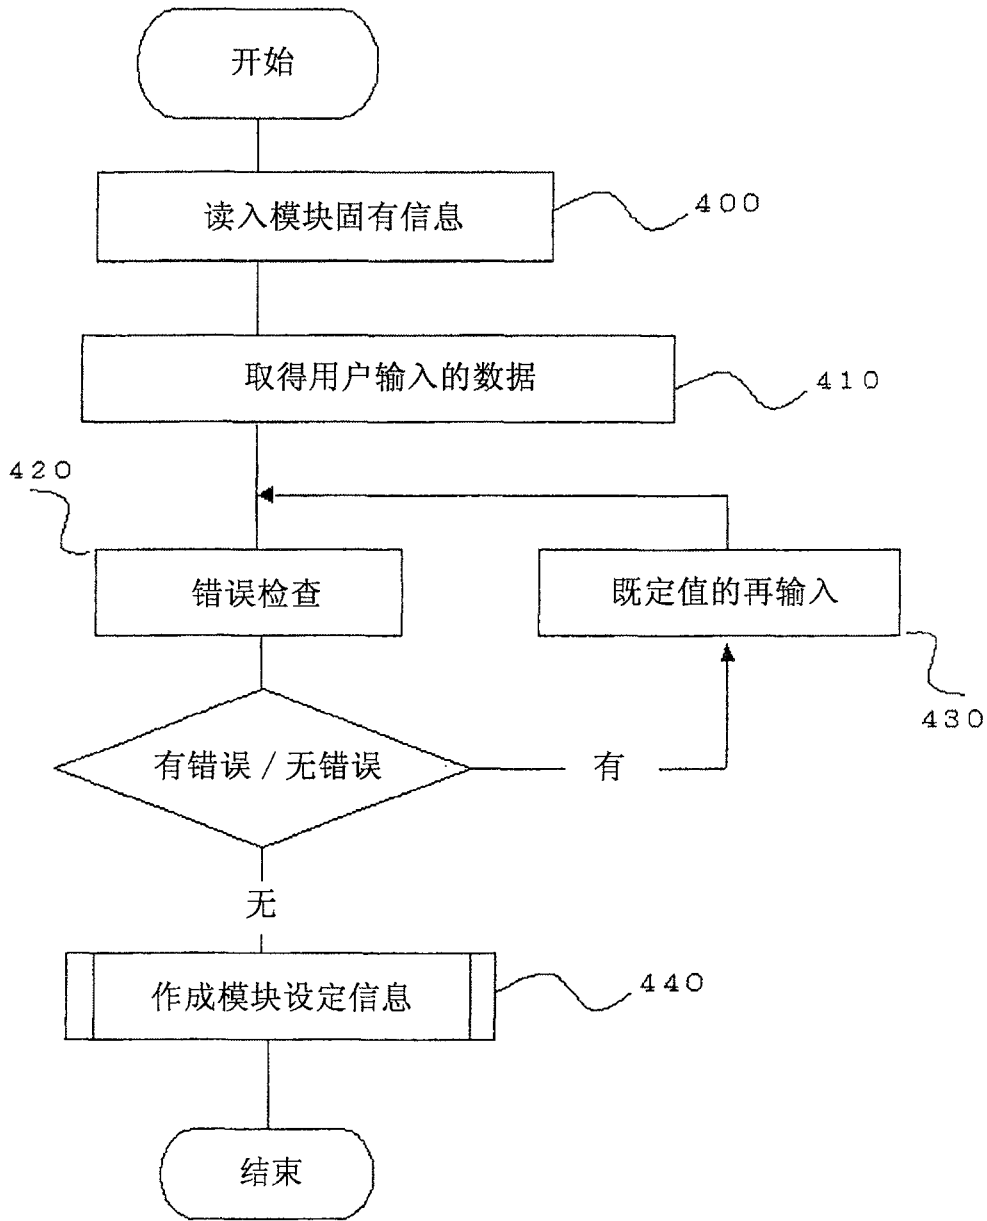 开始
读入模块固有信息
400
取得用户输入的数据
410
420
错误检查
既定值的再输入
430
有错误/无错误
有
无
作成模块设定信息
440
结束